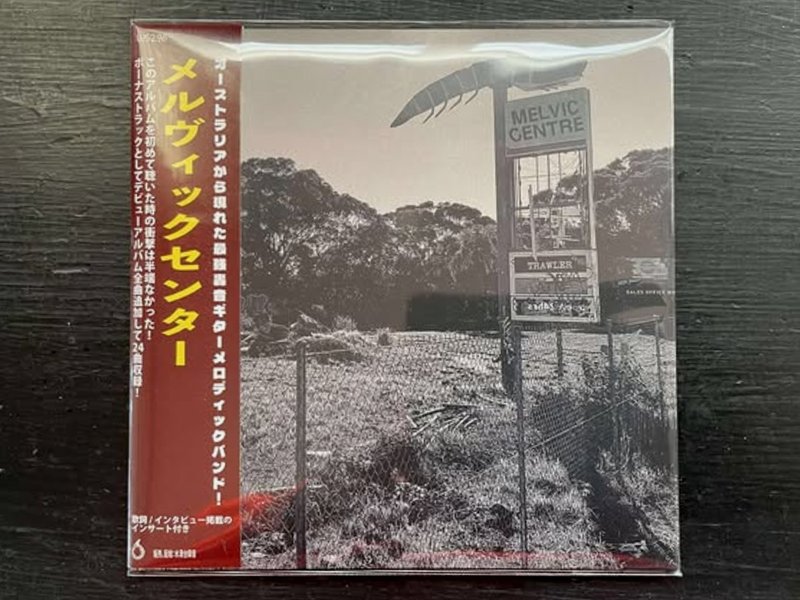 オーストラリアから現れた最強轟音ギターメロディックバンド!
メルヴィックセンター
このアルバムを初めて聴いた時の衝撃は半端なかった!
ボーナストラックとしてデビューアルバム全曲追加して24曲収録!
歌詞/インタビュー掲載の
インサート付き
MELVIC
CENTRE
TRAWLER
SALES OFFICE